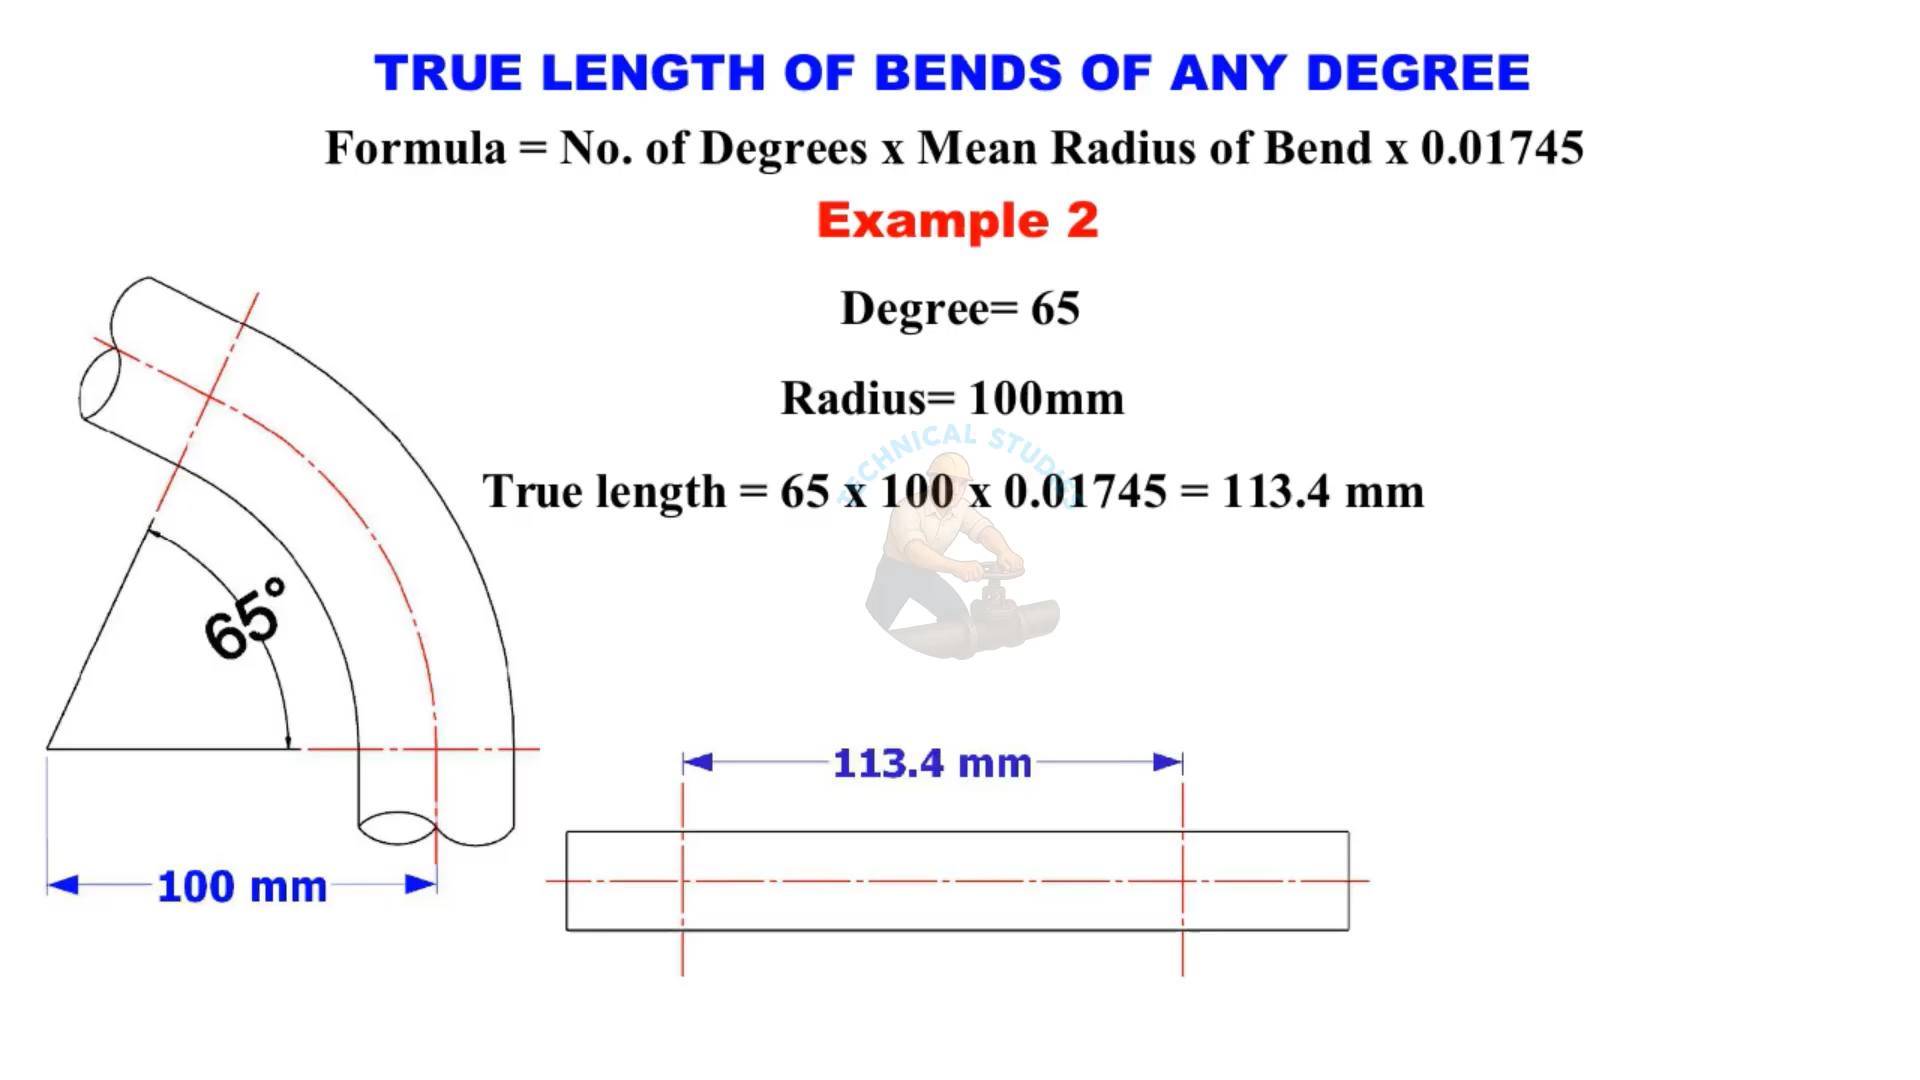 TRUE LENGTH OF BENDS OF ANY DEGREE
Formula = No. of Degrees x Mean Radius of Bend x 0.01745
Example 2
Degree= 65
Radius= 100mm
TECHNICAL STUDIES
True length = 65 x 100 x 0.01745 = 113.4 mm
65°
113.4 mm
100 mm